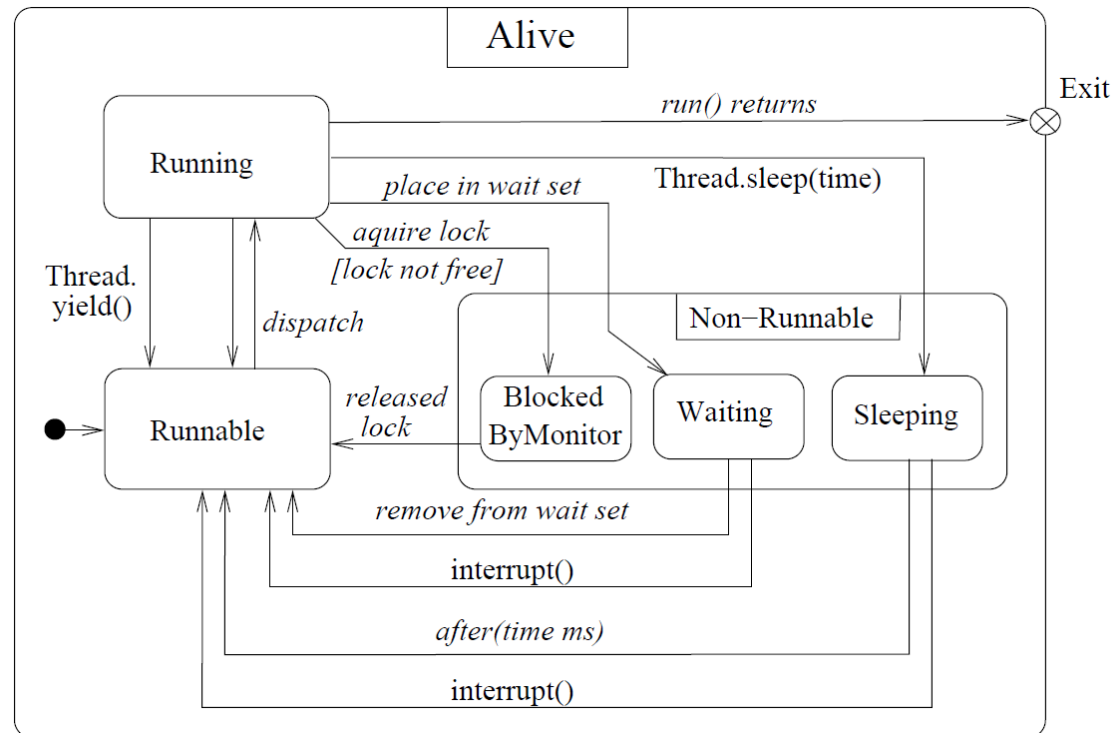 Alive
Exit
run() returns
Running
Thread.sleep(time)
place in wait set
aquire lock
[lock not free]
Thread.
yield()
dispatch
Non−Runnable
Runnable
released
lock
Blocked
ByMonitor
Waiting
Sleeping
remove from wait set
interrupt()
after(time ms)
interrupt()